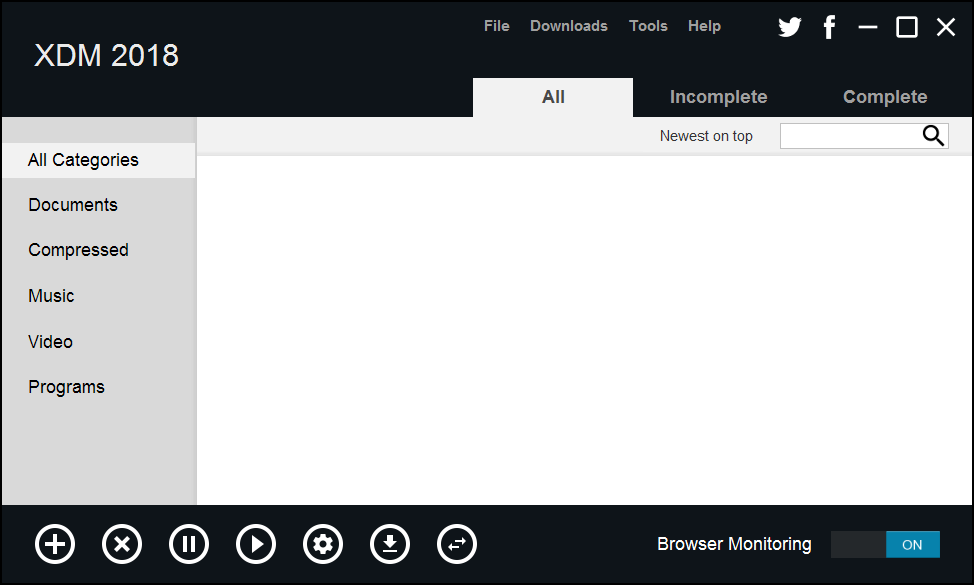 File Downloads Tools Help
XDM 2018
All Incomplete Complete
Newest on top
All Categories
Documents
Compressed
Music
Video
Programs
Browser Monitoring ON